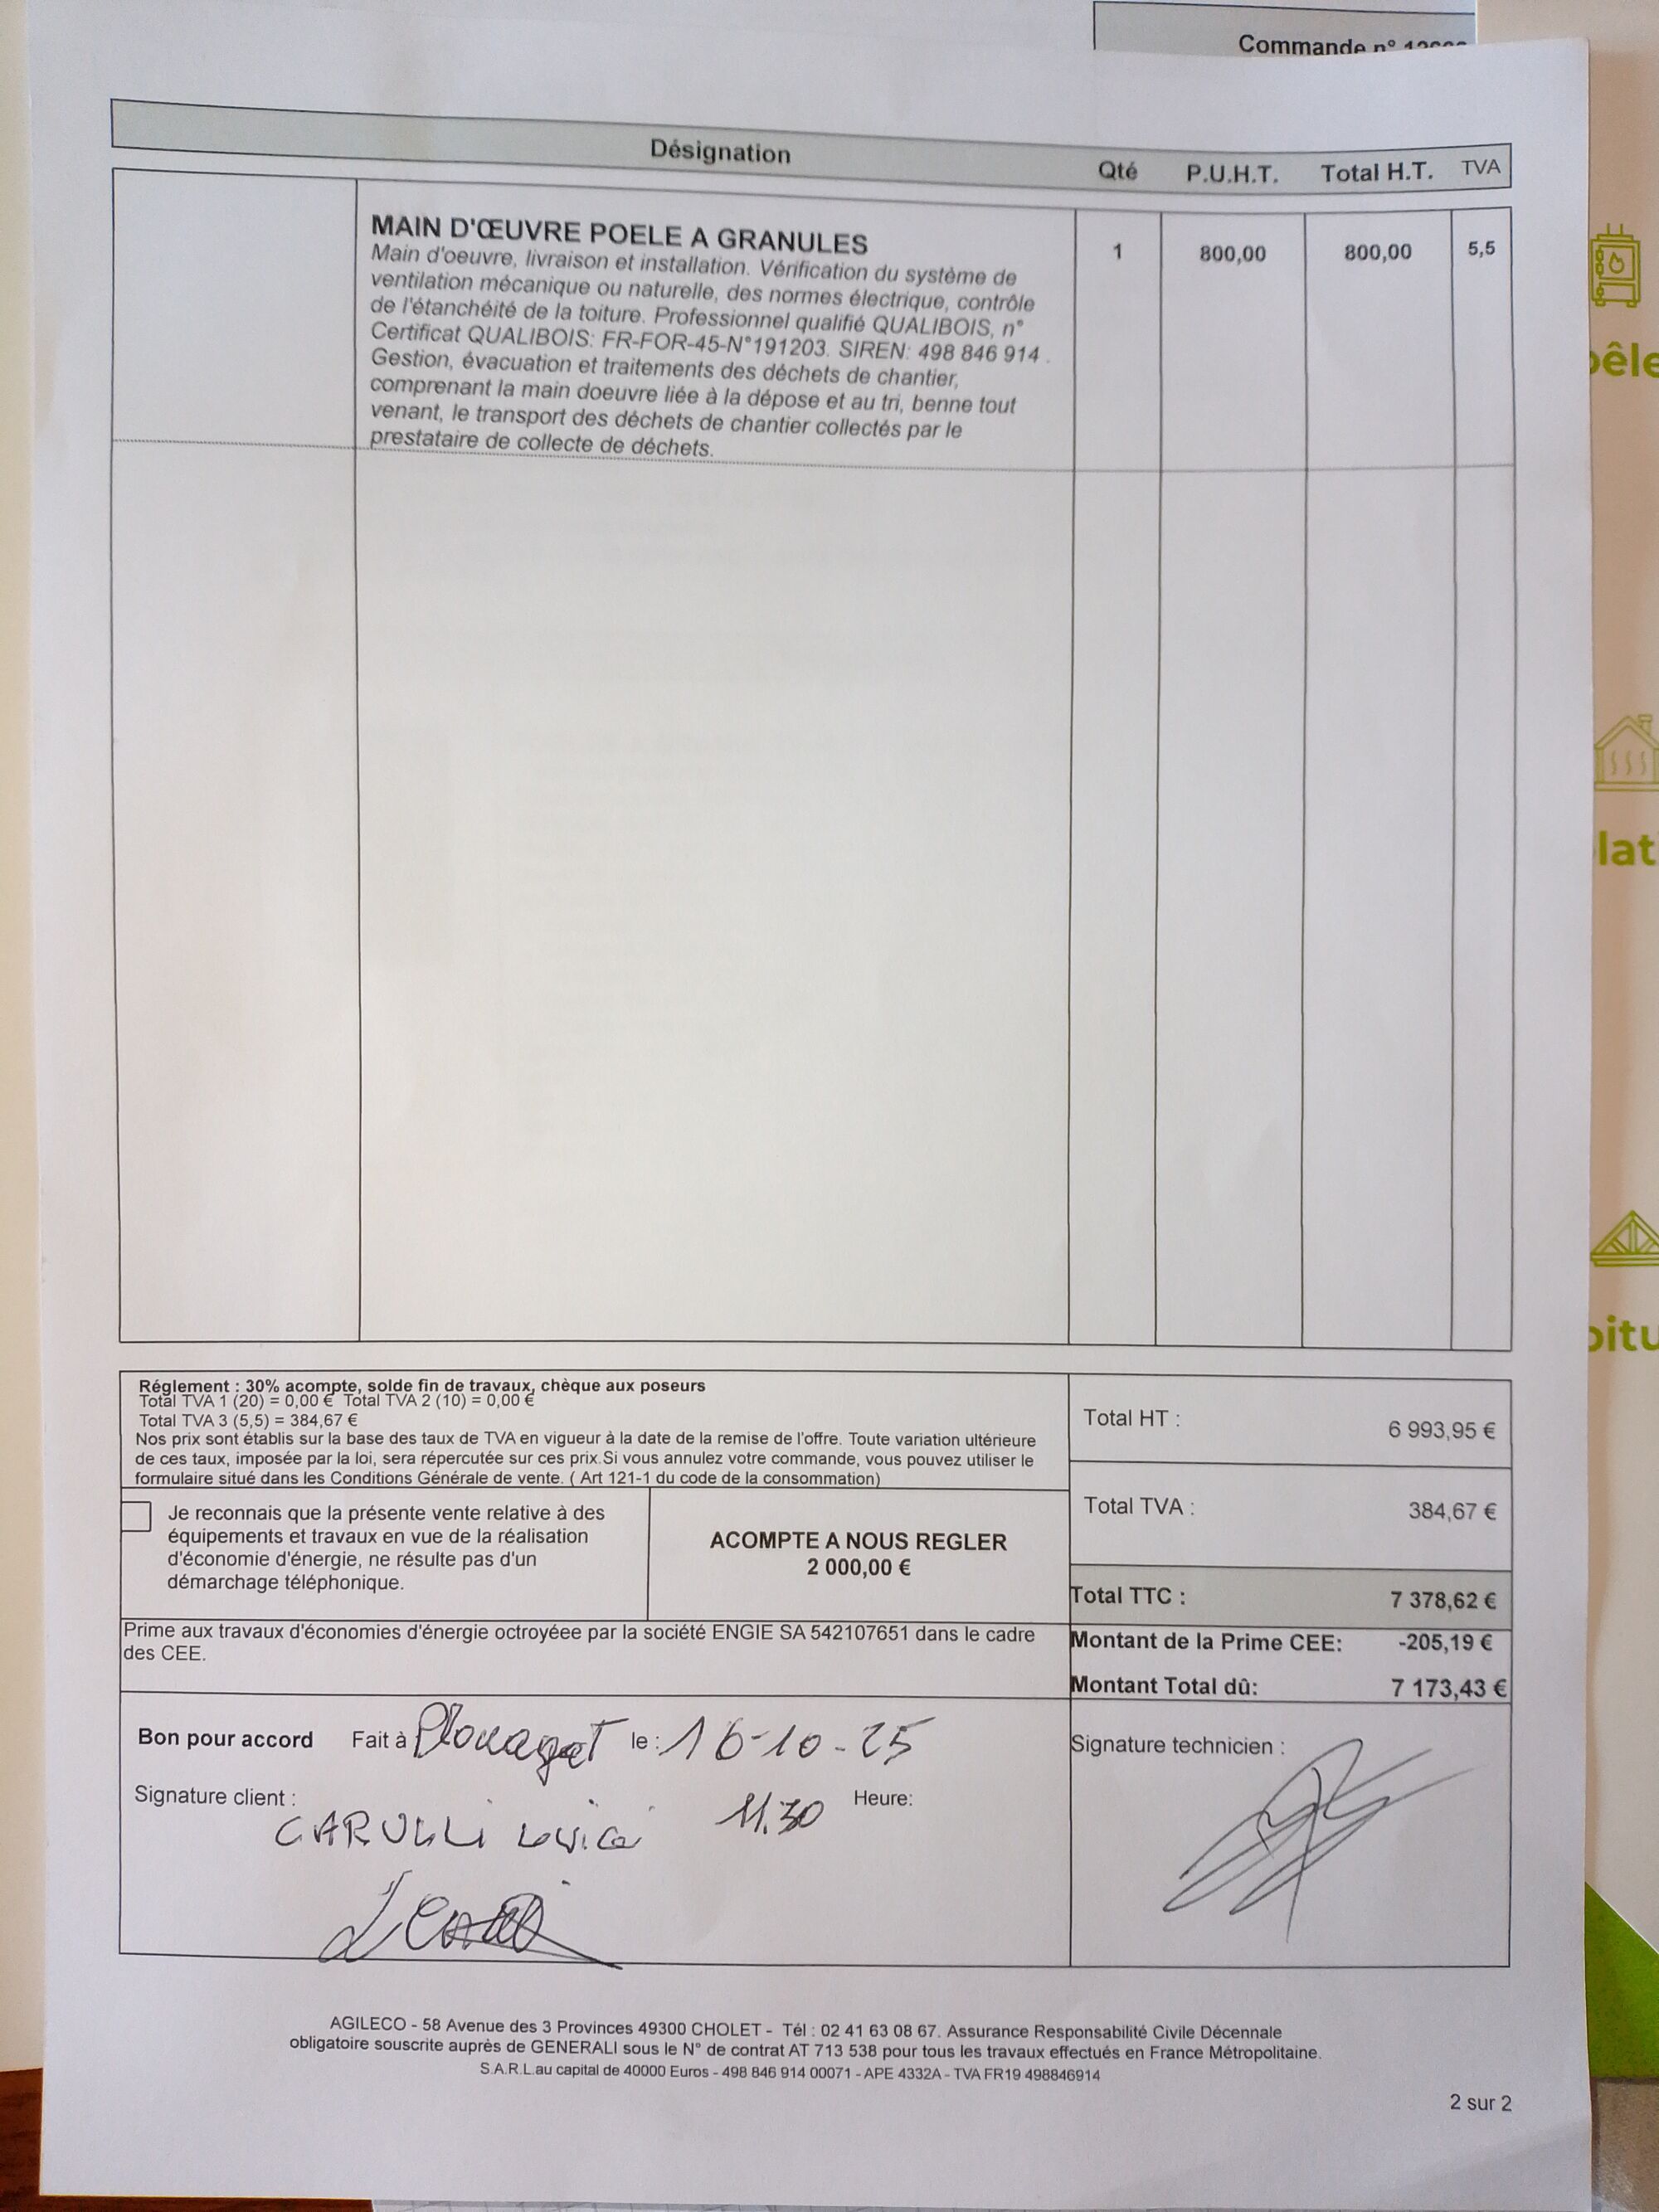 Commande n°
Désignation Qté P.U.H.T. Total H.T. TVA
MAIN D'ŒUVRE POELE A GRANULES 1 800,00 800,00 5,5
Main d'oeuvre, livraison et installation. Vérification du système de
ventilation mécanique ou naturelle, des normes électrique, contrôle
de l'étanchéité de la toiture. Professionnel qualifié QUALIBOIS, n°
Certificat QUALIBOIS: FR-FOR-45-N°191203. SIREN: 498 846 914 .
Gestion, évacuation et traitements des déchets de chantier,
comprenant la main doeuvre liée à la dépose et au tri, benne tout
venant, le transport des déchets de chantier collectés par le
prestataire de collecte de déchets.
Réglement : 30% acompte, solde fin de travaux, chèque aux poseurs
Total TVA 1 (20) = 0,00 € Total TVA 2 (10) = 0,00 €
Total TVA 3 (5,5) = 384,67 €
Nos prix sont établis sur la base des taux de TVA en vigueur à la date de la remise de l'offre. Toute variation ultérieure
de ces taux, imposée par la loi, sera répercutée sur ces prix.Si vous annulez votre commande, vous pouvez utiliser le
formulaire situé dans les Conditions Générale de vente. ( Art 121-1 du code de la consommation)
Total HT : 6 993,95 €
Total TVA : 384,67 €
Total TTC : 7 378,62 €
Je reconnais que la présente vente relative à des
équipements et travaux en vue de la réalisation
d'économie d'énergie, ne résulte pas d'un
démarchage téléphonique.
ACOMPTE A NOUS REGLER
2 000,00 €
Prime aux travaux d'économies d'énergie octroyéee par la société ENGIE SA 542107651 dans le cadre
des CEE.
Montant de la Prime CEE: -205,19 €
Montant Total dû: 7 173,43 €
Bon pour accord Fait à Plouagat le : 16-10-25
Signature client : 11.30 Heure:
CARULLI
Signature technicien :
AGILECO - 58 Avenue des 3 Provinces 49300 CHOLET - Tél : 02 41 63 08 67. Assurance Responsabilité Civile Décennale
obligatoire souscrite auprès de GENERALI sous le N° de contrat AT 713 538 pour tous les travaux effectués en France Métropolitaine.
S.A.R.L.au capital de 40000 Euros - 498 846 914 00071 - APE 4332A - TVA FR19 498846914
2 sur 2